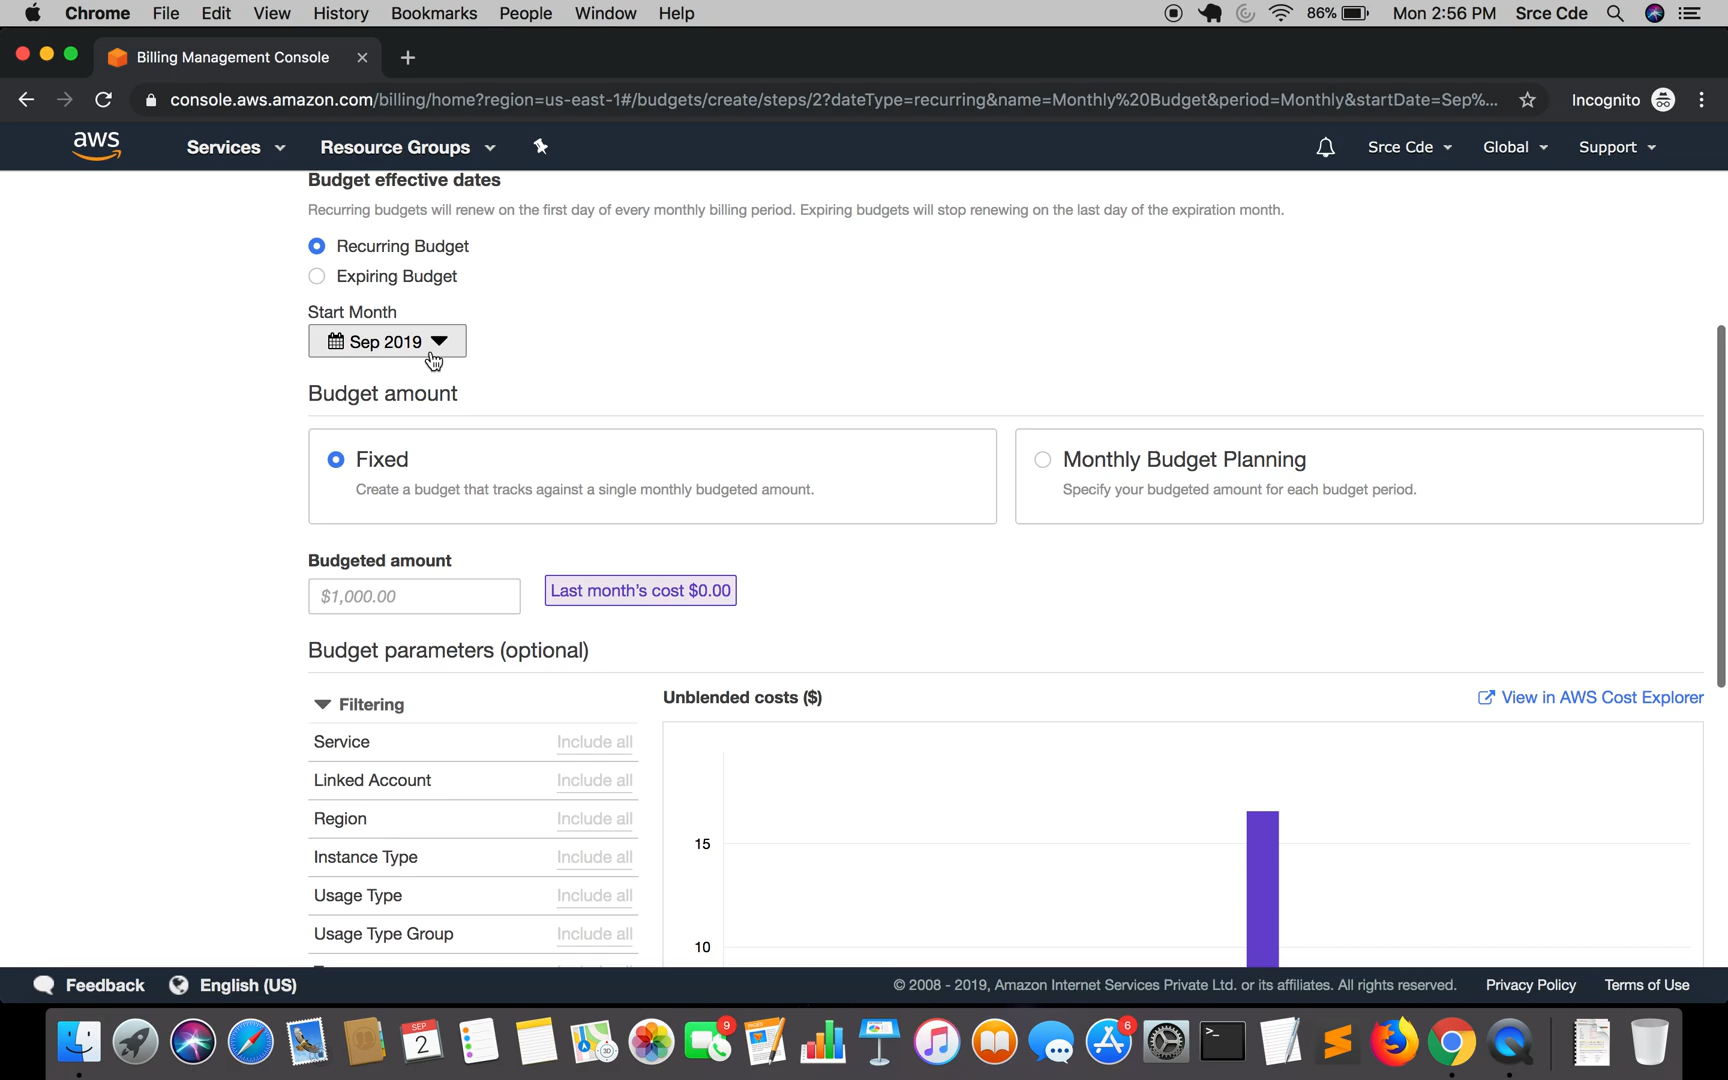 Chrome File Edit View History Bookmarks People Window Help 86% Mon 2:56 PM Srce Cde
Billing Management Console
console.aws.amazon.com/billing/home?region=us-east-1#/budgets/create/steps/2?dateType=recurring&name=Monthly%20Budget&period=Monthly&startDate=Sep%... Incognito
aws Services Resource Groups Srce Cde Global Support
Budget effective dates
Recurring budgets will renew on the first day of every monthly billing period. Expiring budgets will stop renewing on the last day of the expiration month.
Recurring Budget
Expiring Budget
Start Month
Sep 2019
Budget amount
Fixed
Create a budget that tracks against a single monthly budgeted amount.
Monthly Budget Planning
Specify your budgeted amount for each budget period.
Budgeted amount
$1,000.00
Last month's cost $0.00
Budget parameters (optional)
Filtering
Service Include all
Linked Account Include all
Region Include all
Instance Type Include all
Usage Type Include all
Usage Type Group Include all
Unblended costs ($)
View in AWS Cost Explorer
15
10
Feedback English (US) © 2008 - 2019, Amazon Internet Services Private Ltd. or its affiliates. All rights reserved. Privacy Policy Terms of Use
SEP
2
9
PAGES
6